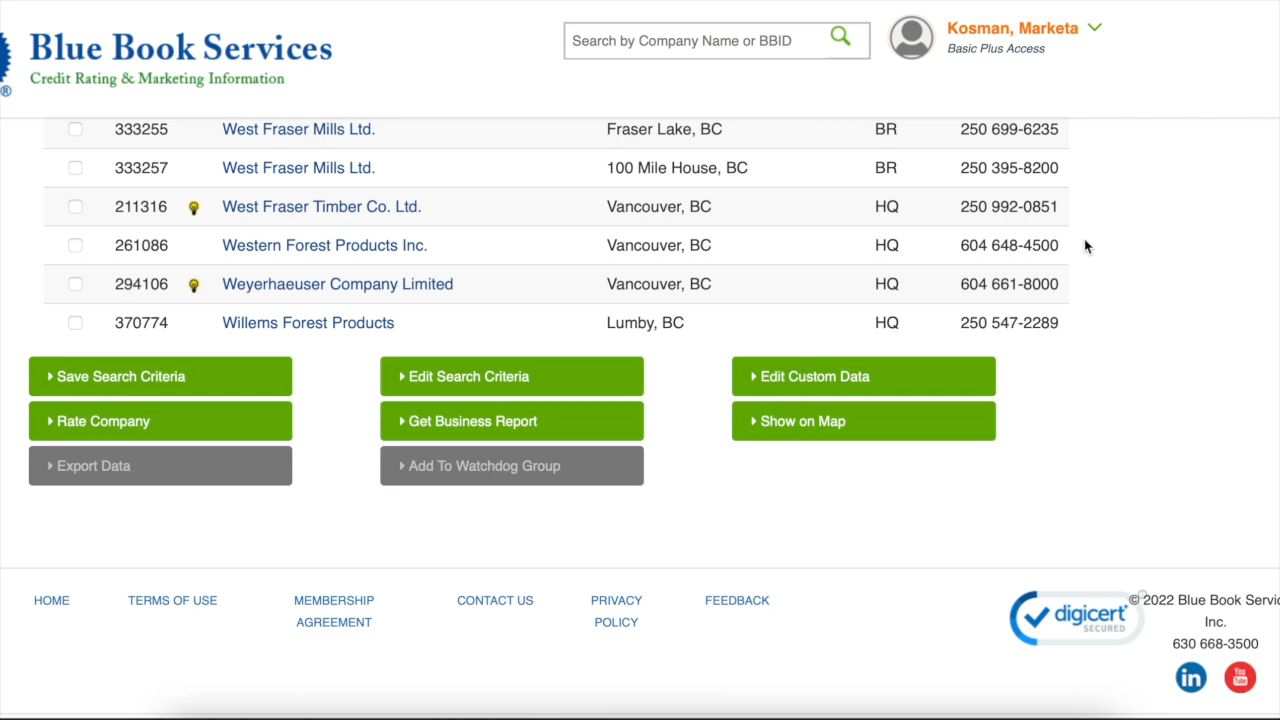 Blue Book Services
Credit Rating & Marketing Information
®
Search by Company Name or BBID
Kosman, Marketa
Basic Plus Access
333255 West Fraser Mills Ltd. Fraser Lake, BC BR 250 699-6235
333257 West Fraser Mills Ltd. 100 Mile House, BC BR 250 395-8200
211316 West Fraser Timber Co. Ltd. Vancouver, BC HQ 250 992-0851
261086 Western Forest Products Inc. Vancouver, BC HQ 604 648-4500
294106 Weyerhaeuser Company Limited Vancouver, BC HQ 604 661-8000
370774 Willems Forest Products Lumby, BC HQ 250 547-2289
Save Search Criteria Edit Search Criteria Edit Custom Data
Rate Company Get Business Report Show on Map
Export Data Add To Watchdog Group
HOME TERMS OF USE MEMBERSHIP AGREEMENT CONTACT US PRIVACY POLICY FEEDBACK
digicert
SECURED
© 2022 Blue Book Servic
Inc.
630 668-3500
in
You Tube